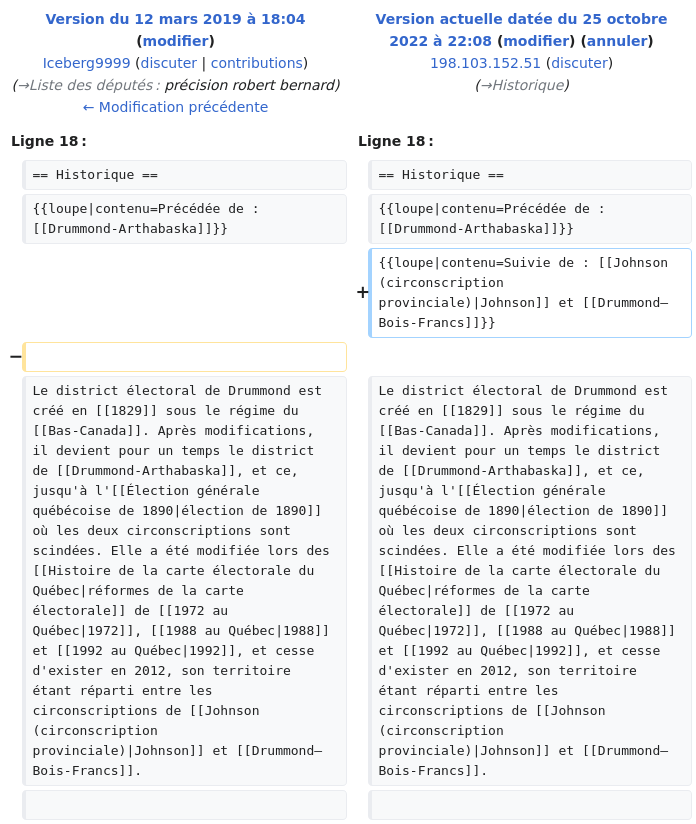 Version du 12 mars 2019 à 18:04
(modifier)
Iceberg9999 (discuter | contributions)
(→Liste des députés : précision robert bernard)
← Modification précédente
Version actuelle datée du 25 octobre
2022 à 22:08 (modifier) (annuler)
198.103.152.51 (discuter)
(→Historique)
Ligne 18 :
Ligne 18 :
== Historique ==
== Historique ==
{{loupe|contenu=Précédée de :
[[Drummond-Arthabaska]]}}
{{loupe|contenu=Précédée de :
[[Drummond-Arthabaska]]}}
+
{{loupe|contenu=Suivie de : [[Johnson
(circonscription
provinciale)|Johnson]] et [[Drummond–
Bois-Francs]]}}
−
Le district électoral de Drummond est
créé en [[1829]] sous le régime du
[[Bas-Canada]]. Après modifications,
il devient pour un temps le district
de [[Drummond-Arthabaska]], et ce,
jusqu'à l'[[Élection générale
québécoise de 1890|élection de 1890]]
où les deux circonscriptions sont
scindées. Elle a été modifiée lors des
[[Histoire de la carte électorale du
Québec|réformes de la carte
électorale]] de [[1972 au
Québec|1972]], [[1988 au Québec|1988]]
et [[1992 au Québec|1992]], et cesse
d'exister en 2012, son territoire
étant réparti entre les
circonscriptions de [[Johnson
(circonscription
provinciale)|Johnson]] et [[Drummond–
Bois-Francs]].
Le district électoral de Drummond est
créé en [[1829]] sous le régime du
[[Bas-Canada]]. Après modifications,
il devient pour un temps le district
de [[Drummond-Arthabaska]], et ce,
jusqu'à l'[[Élection générale
québécoise de 1890|élection de 1890]]
où les deux circonscriptions sont
scindées. Elle a été modifiée lors des
[[Histoire de la carte électorale du
Québec|réformes de la carte
électorale]] de [[1972 au
Québec|1972]], [[1988 au Québec|1988]]
et [[1992 au Québec|1992]], et cesse
d'exister en 2012, son territoire
étant réparti entre les
circonscriptions de [[Johnson
(circonscription
provinciale)|Johnson]] et [[Drummond–
Bois-Francs]].